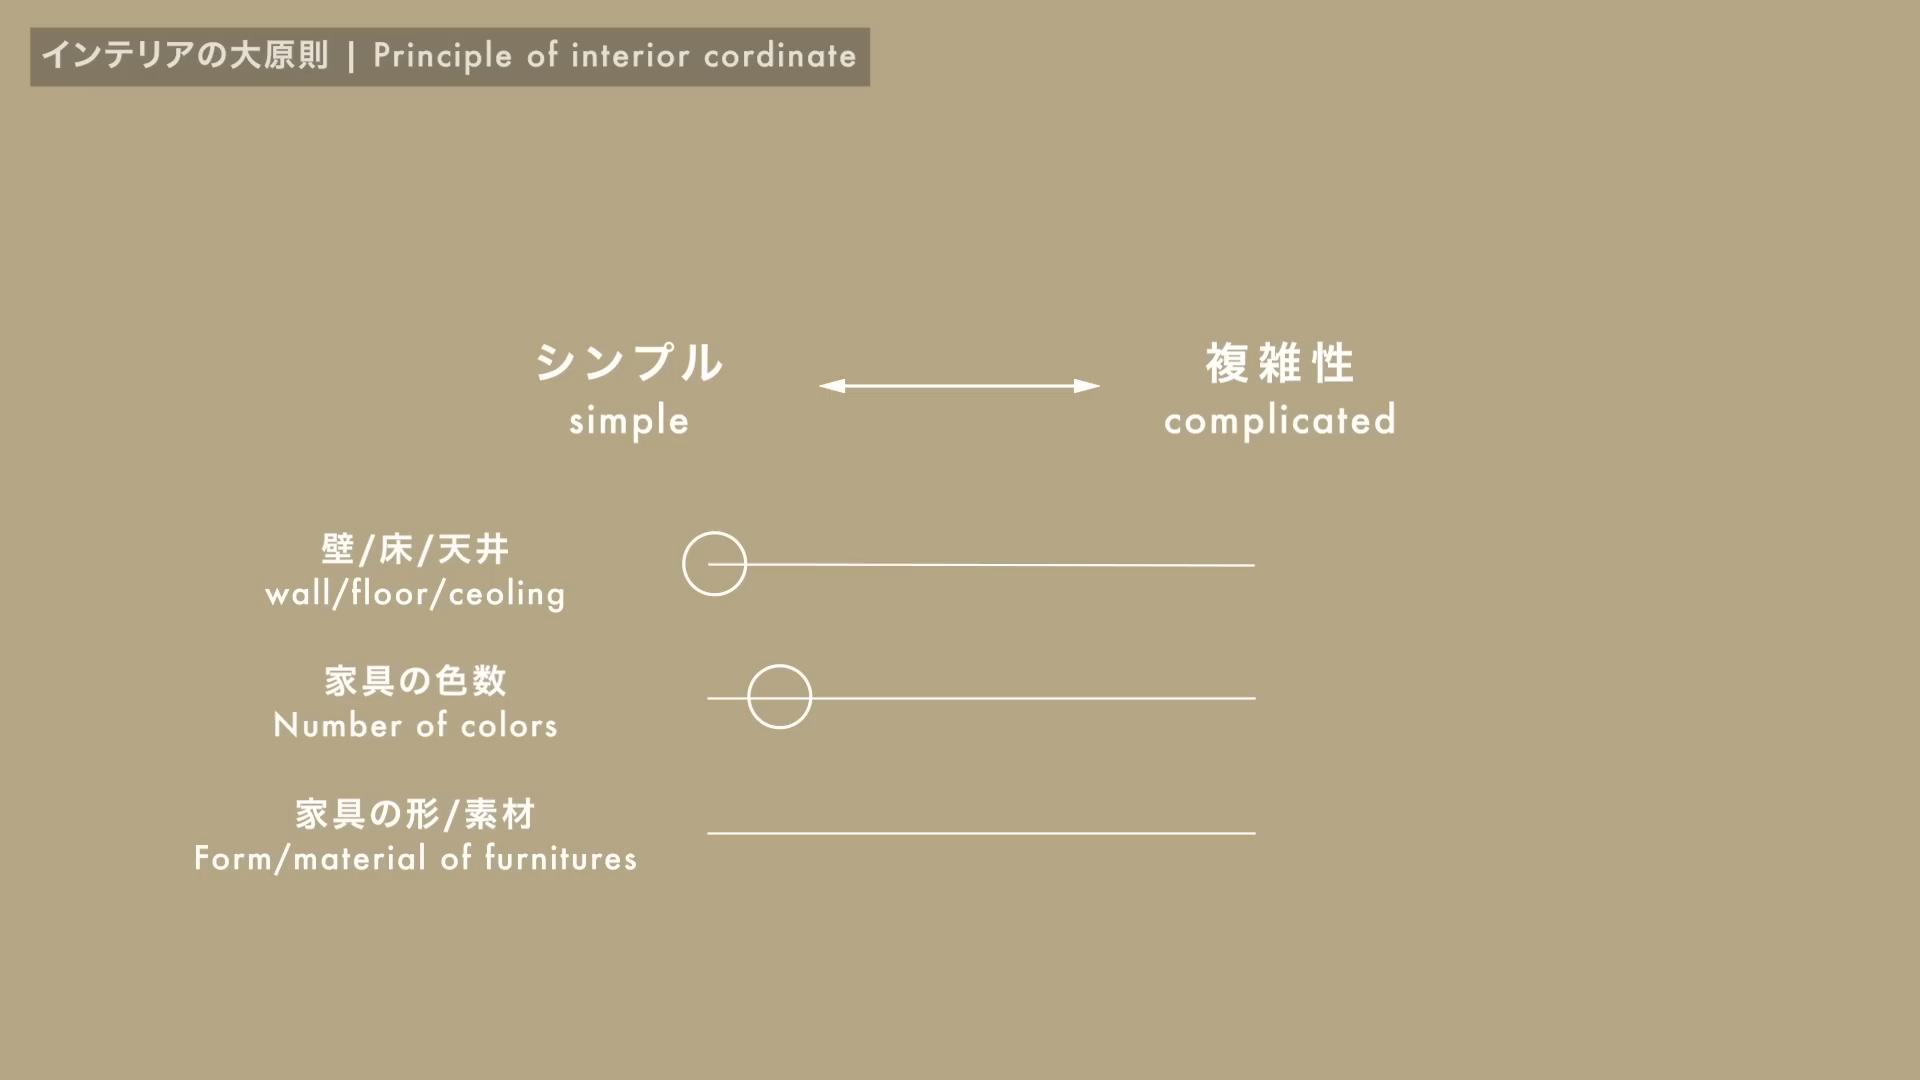 インテリアの大原則 | Principle of interior cordinate
シンプル
simple
複雑性
complicated
壁/床/天井
wall/floor/ceoling
家具の色数
Number of colors
家具の形/素材
Form/material of furnitures